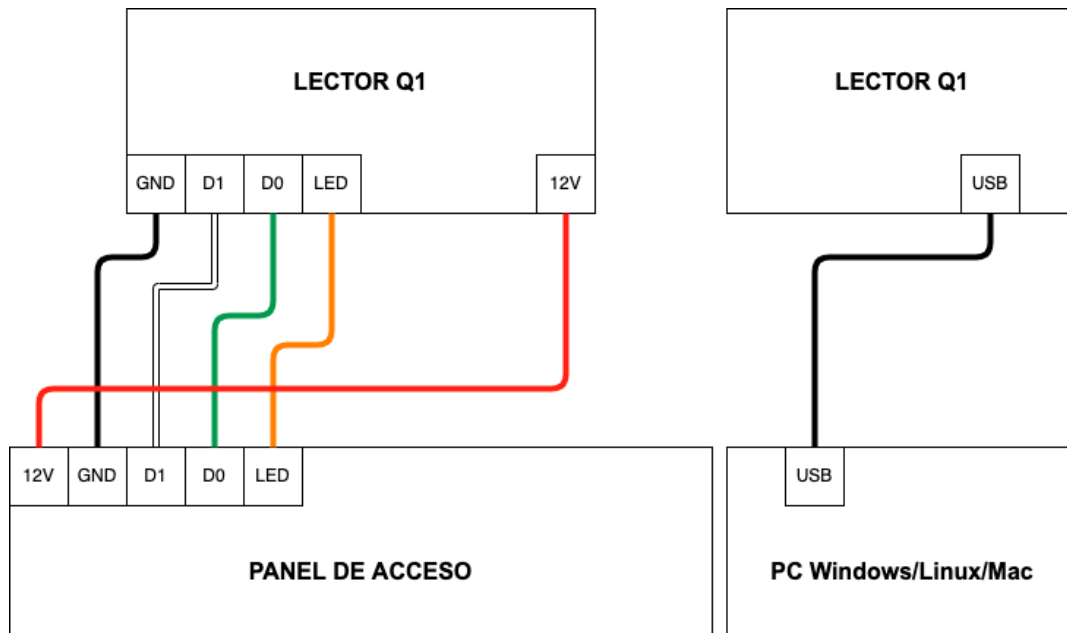 LECTOR Q1
LECTOR Q1
GND D1 D0 LED 12V
USB
12V GND D1 D0 LED
USB
PANEL DE ACCESO
PC Windows/Linux/Mac